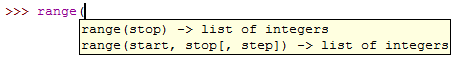 >>> range(
range(stop) -> list of integers
range(start, stop[, step]) -> list of integers